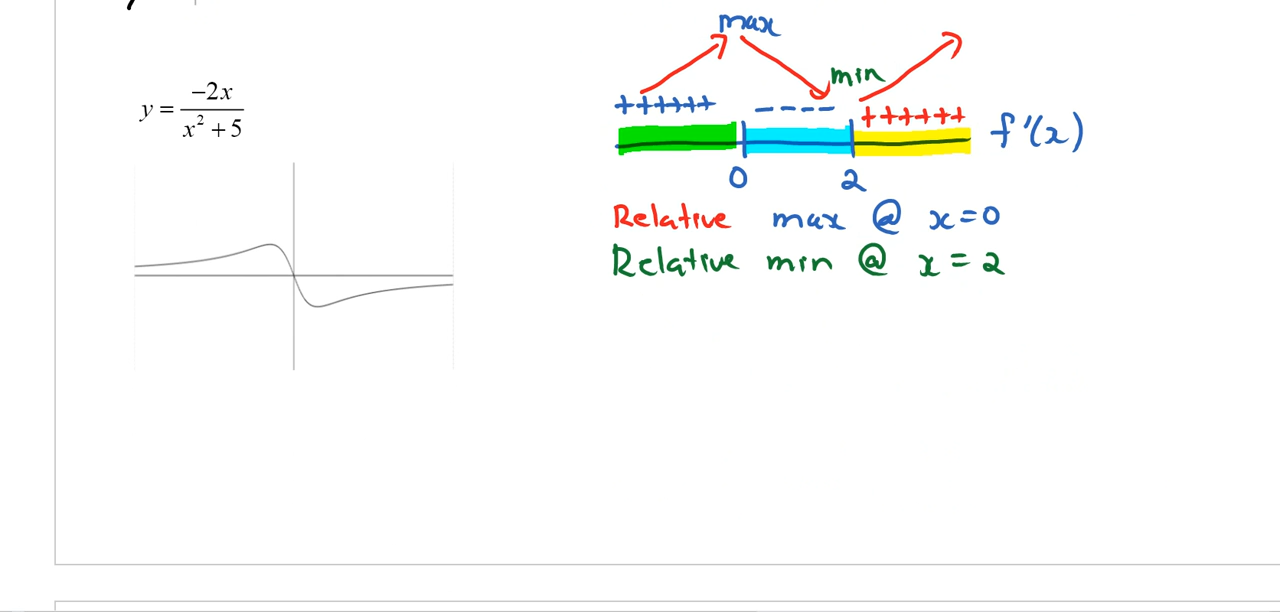 y = -2x / (x² + 5)
max
min
++++++ ---- ++++++ f'(x)
0 2
Relative max @ x=0
Relative min @ x = 2